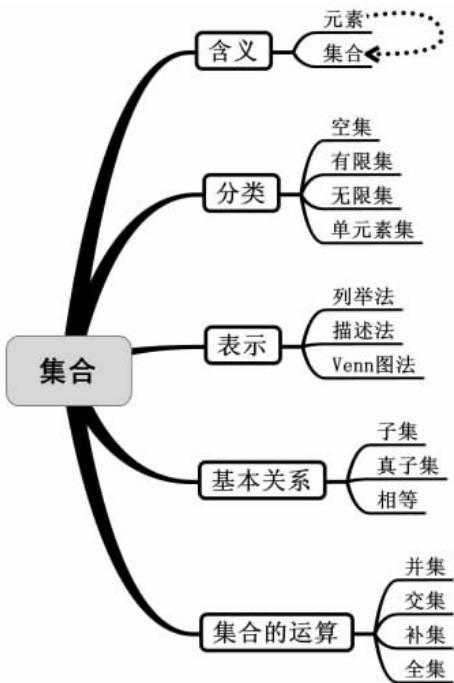 集合
含义
元素
集合
分类
空集
有限集
无限集
单元素集
表示
列举法
描述法
Venn图法
基本关系
子集
真子集
相等
集合的运算
并集
交集
补集
全集